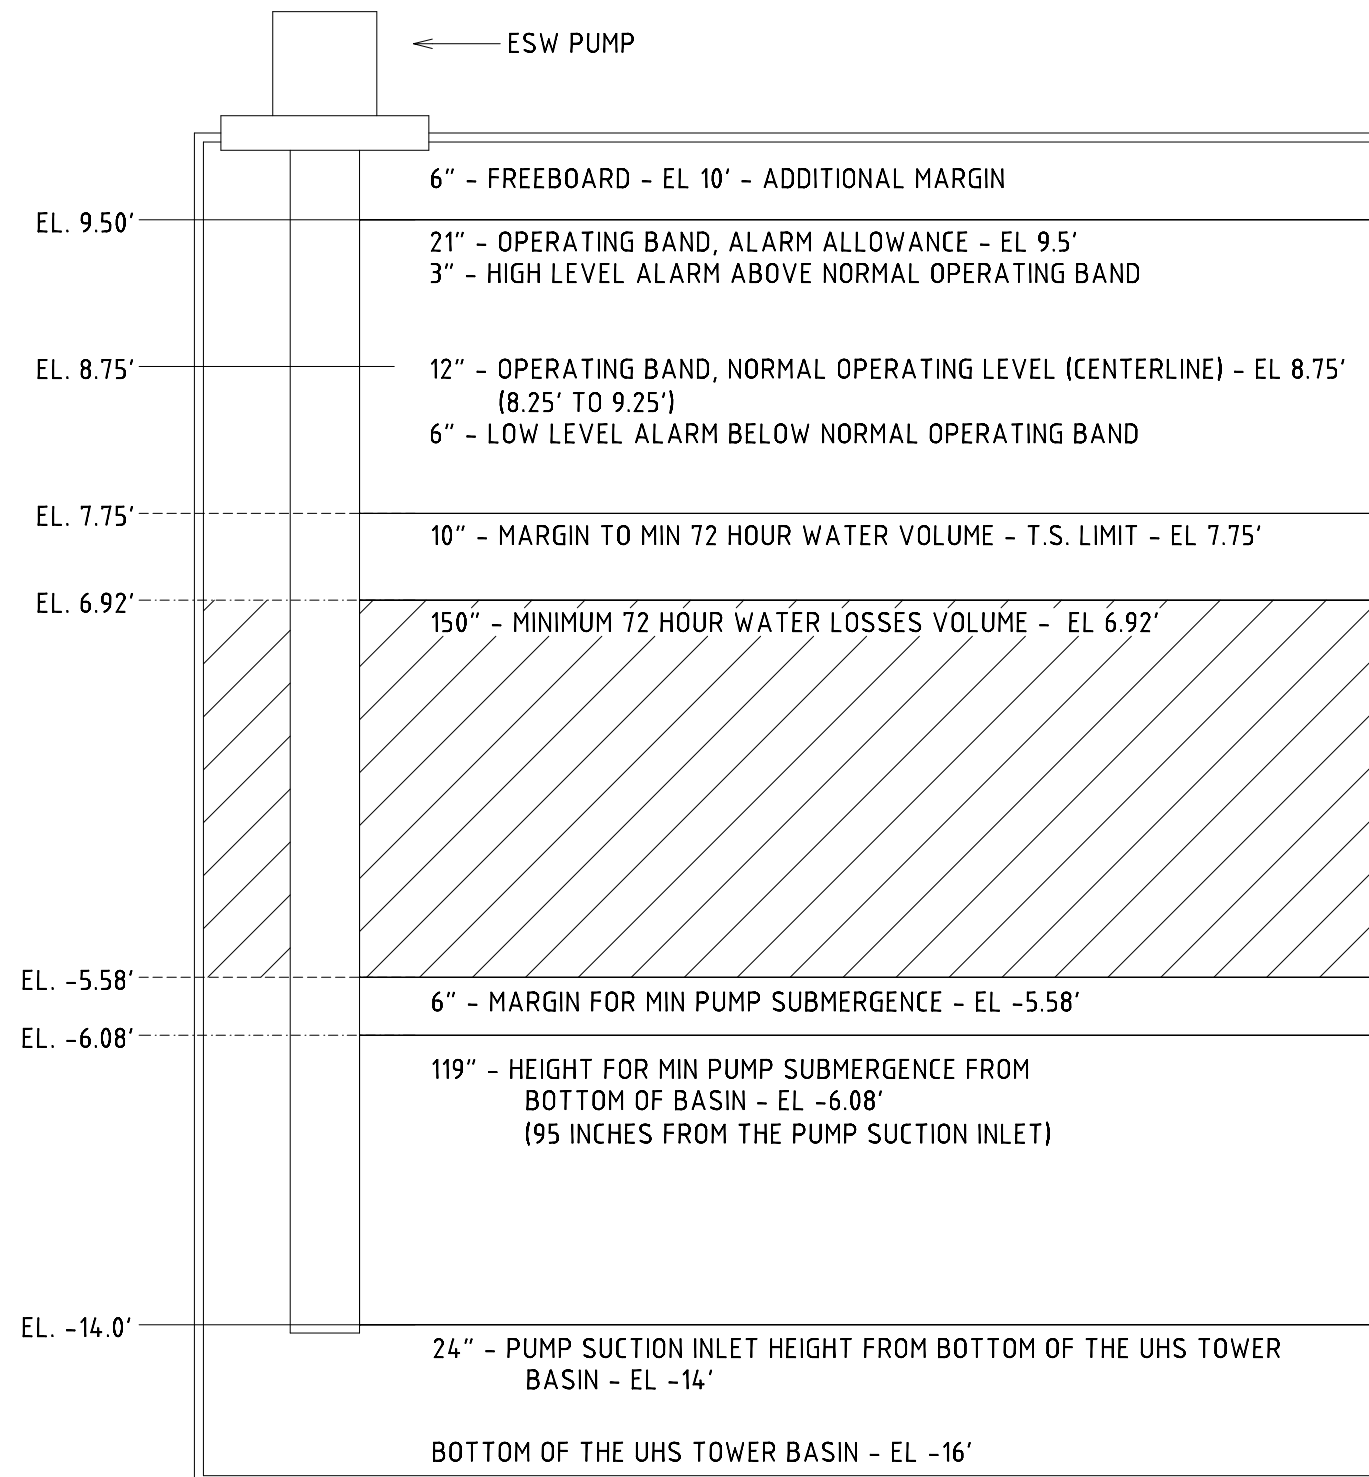 ESW PUMP
6" - FREEBOARD - EL 10' - ADDITIONAL MARGIN
EL. 9.50'
21" - OPERATING BAND, ALARM ALLOWANCE - EL 9.5'
3" - HIGH LEVEL ALARM ABOVE NORMAL OPERATING BAND
EL. 8.75'
12" - OPERATING BAND, NORMAL OPERATING LEVEL (CENTERLINE) - EL 8.75'
(8.25' TO 9.25')
6" - LOW LEVEL ALARM BELOW NORMAL OPERATING BAND
EL. 7.75'
10" - MARGIN TO MIN 72 HOUR WATER VOLUME - T.S. LIMIT - EL 7.75'
EL. 6.92'
150" - MINIMUM 72 HOUR WATER LOSSES VOLUME - EL 6.92'
EL. -5.58'
6" - MARGIN FOR MIN PUMP SUBMERGENCE - EL -5.58'
EL. -6.08'
119" - HEIGHT FOR MIN PUMP SUBMERGENCE FROM
BOTTOM OF BASIN - EL -6.08'
(95 INCHES FROM THE PUMP SUCTION INLET)
EL. -14.0'
24" - PUMP SUCTION INLET HEIGHT FROM BOTTOM OF THE UHS TOWER
BASIN - EL -14'
BOTTOM OF THE UHS TOWER BASIN - EL -16'